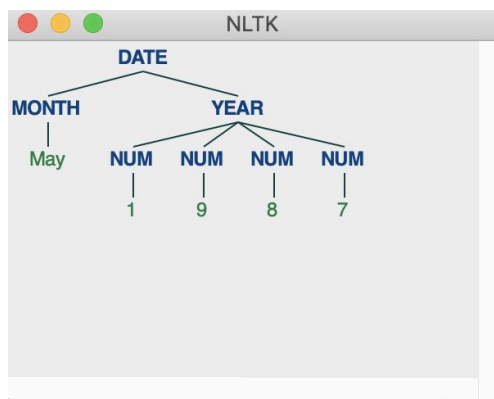 NLTK
DATE
MONTH YEAR
May NUM NUM NUM NUM
1 9 8 7